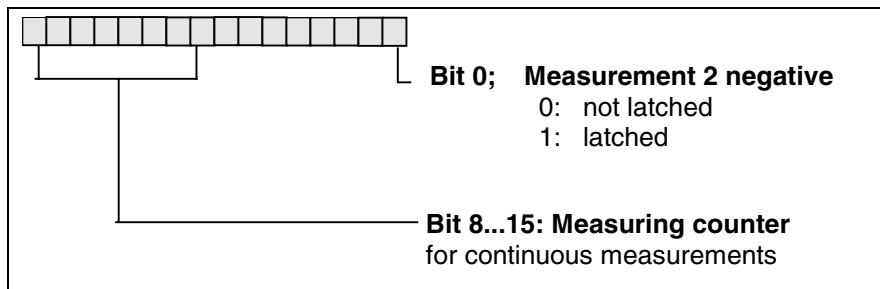 Bit 0; Measurement 2 negative
0: not latched
1: latched
Bit 8...15: Measuring counter
for continuous measurements